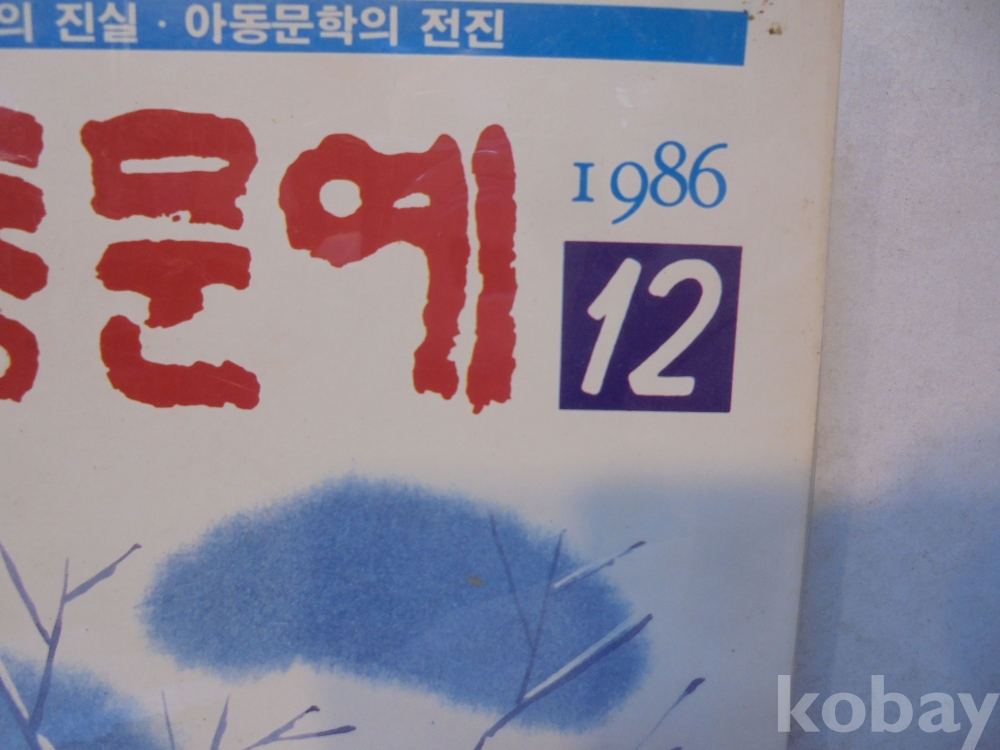 의 진실 · 아동문학의 전진
문예
1986
12
kobay